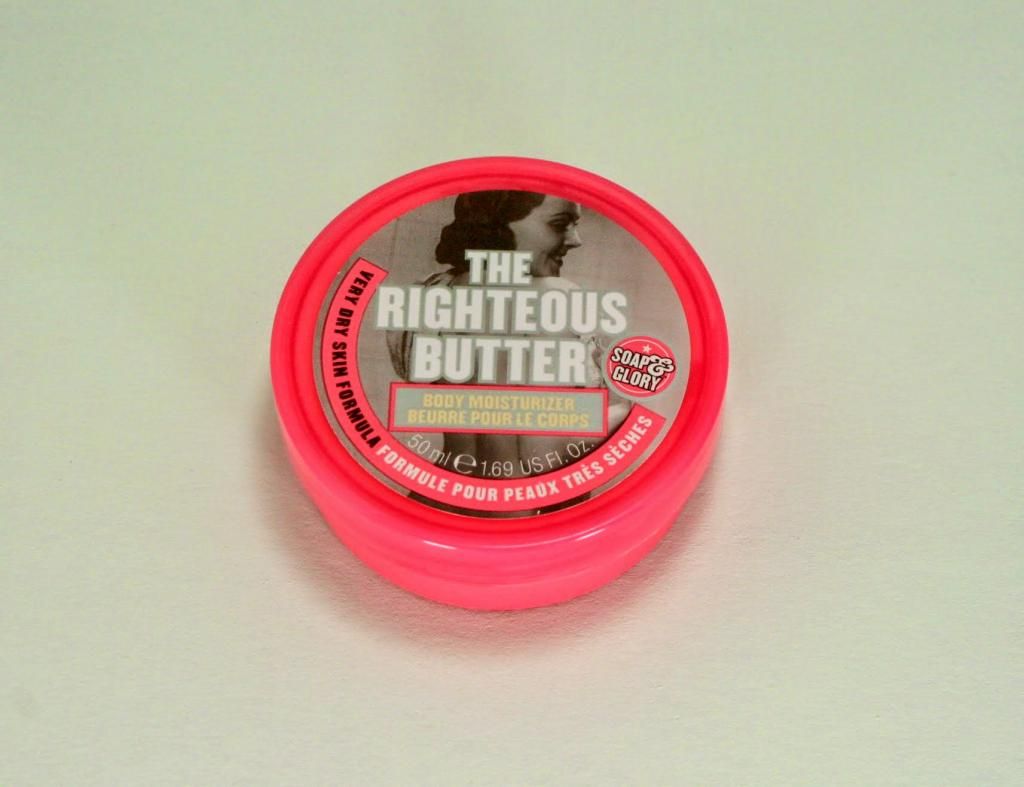 THE
RIGHTEOUS
BUTTER
SOAP&
GLORY
BODY MOISTURIZER
BEURRE POUR LE CORPS
50 ml ℮ 1.69 US Fl. Oz.
VERY DRY SKIN FORMULA FORMULE POUR PEAUX TRÈS SÈCHES